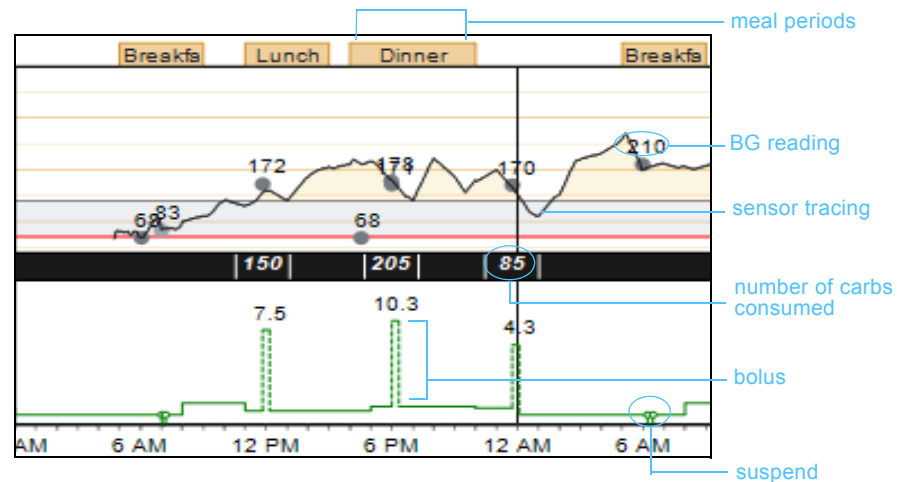 meal periods
Breakfa Lunch Dinner Breakfa
BG reading
210
172 170
sensor tracing
83
68 68
150 205 85
number of carbs
consumed
7.5 10.3 4.3
bolus
AM 6 AM 12 PM 6 PM 12 AM 6 AM
suspend